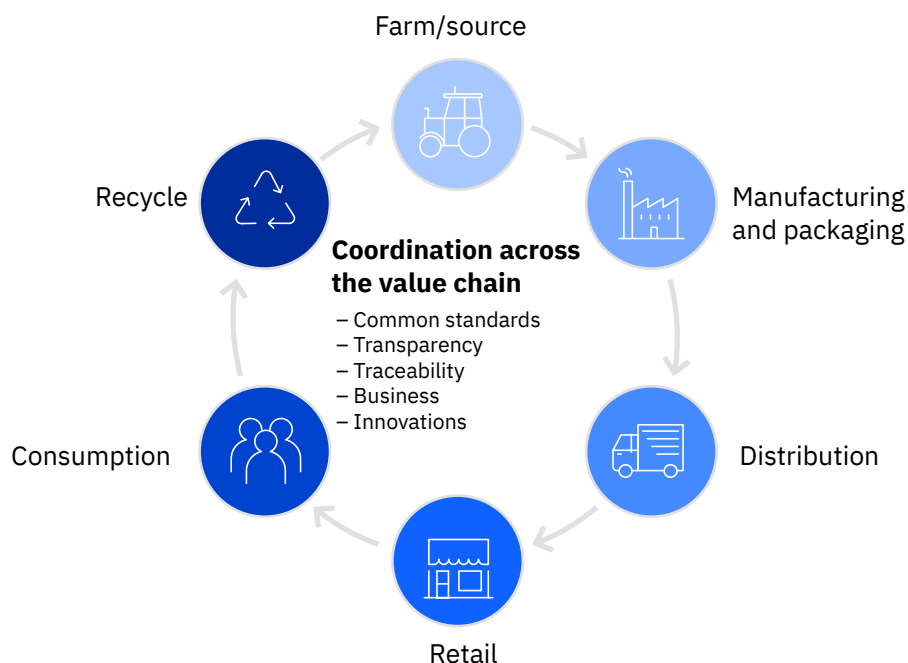 Farm/source
Recycle
Manufacturing
and packaging
Coordination across
the value chain
– Common standards
– Transparency
– Traceability
– Business
– Innovations
Consumption
Distribution
Retail